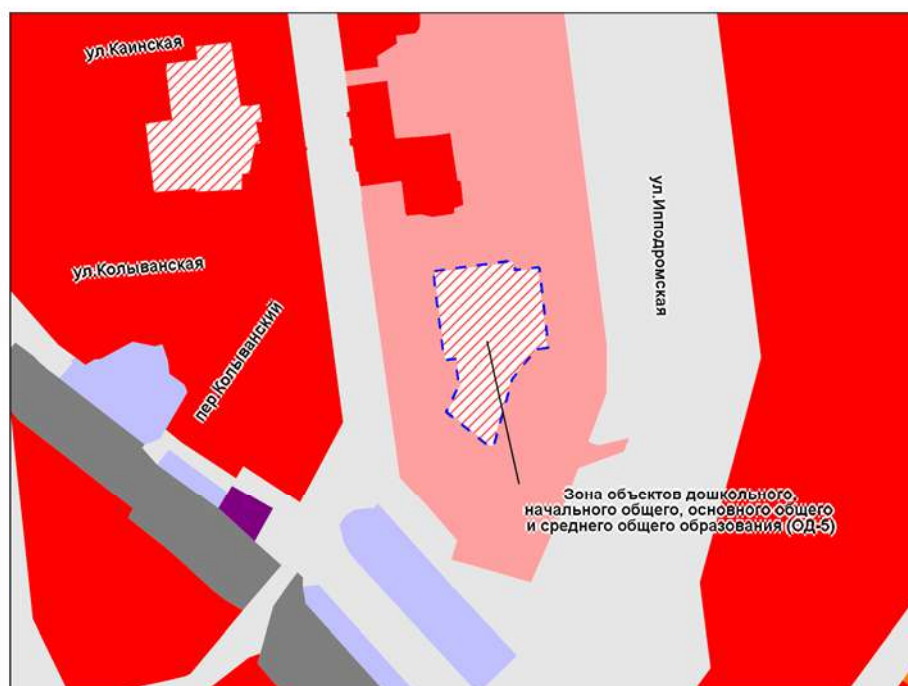 ул.Каинская
ул.Колыванская
пер.Колыванский
ул.Ипподромская
Зона объектов дошкольного,
начального общего, основного общего
и среднего общего образования (ОД-5)